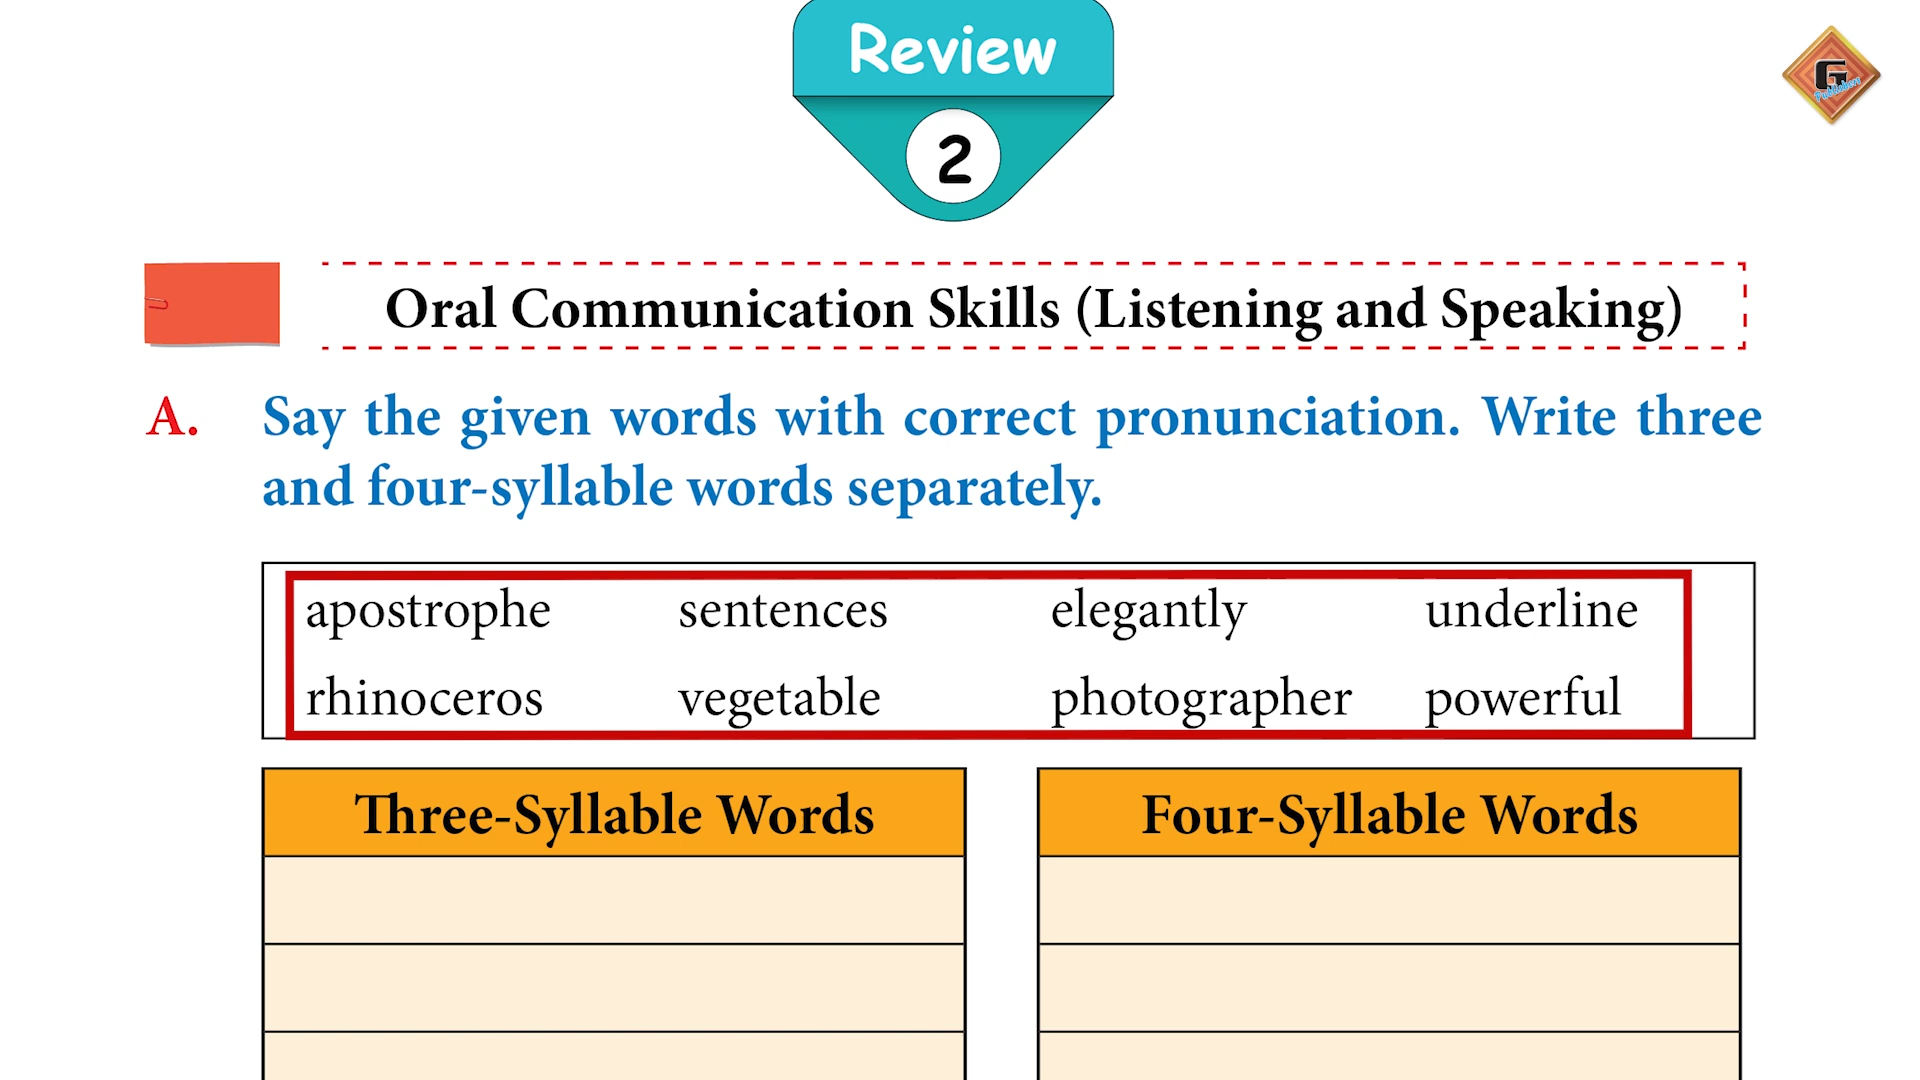 Review
2
G
Publishers
Oral Communication Skills (Listening and Speaking)
A. Say the given words with correct pronunciation. Write three
and four-syllable words separately.
apostrophe sentences elegantly underline
rhinoceros vegetable photographer powerful
Three-Syllable Words Four-Syllable Words